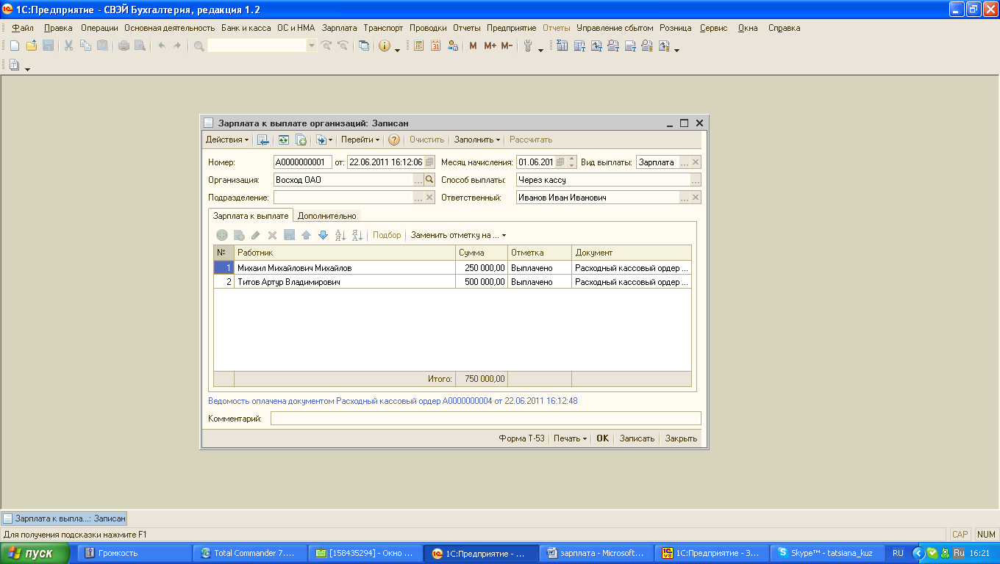 1С:Предприятие - СВЭЙ Бухгалтерия, редакция 1.2
Файл Правка Операции Основная деятельность Банк и касса ОС и НМА Зарплата Транспорт Проводки Отчеты Предприятие Отчеты Управление сбытом Розница Сервис Окна Справка
M M+ M-
Зарплата к выплате организаций: Записан
Действия Перейти Очистить Заполнить Рассчитать
Номер: А0000000001 от: 22.06.2011 16:12:06 Месяц начисления: 01.06.201 Вид выплаты: Зарплата ...
Организация: Восход ОАО ... Способ выплаты: Через кассу ...
Подразделение: ... Ответственный: Иванов Иван Иванович ...
Зарплата к выплате Дополнительно
Подбор Заменить отметку на ...
№ Работник Сумма Отметка Документ
1 Михаил Михайлович Михайлов 250 000,00 Выплачено Расходный кассовый ордер ...
2 Титов Артур Владимирович 500 000,00 Выплачено Расходный кассовый ордер ...
Итого: 750 000,00
Ведомость оплачена документом Расходный кассовый ордер А0000000004 от 22.06.2011 16:12:48
Комментарий:
Форма Т-53 Печать OK Записать Закрыть
Зарплата к выпла...: Записан
Для получения подсказки нажмите F1 CAP NUM
пуск Громкость Total Commander 7.... [158435294] - Окно ... 1С:Предприятие - ... зарплата - Microsoft... 1С:Предприятие - З... Skype™ - tatsiana_kuz RU Ru 16:21